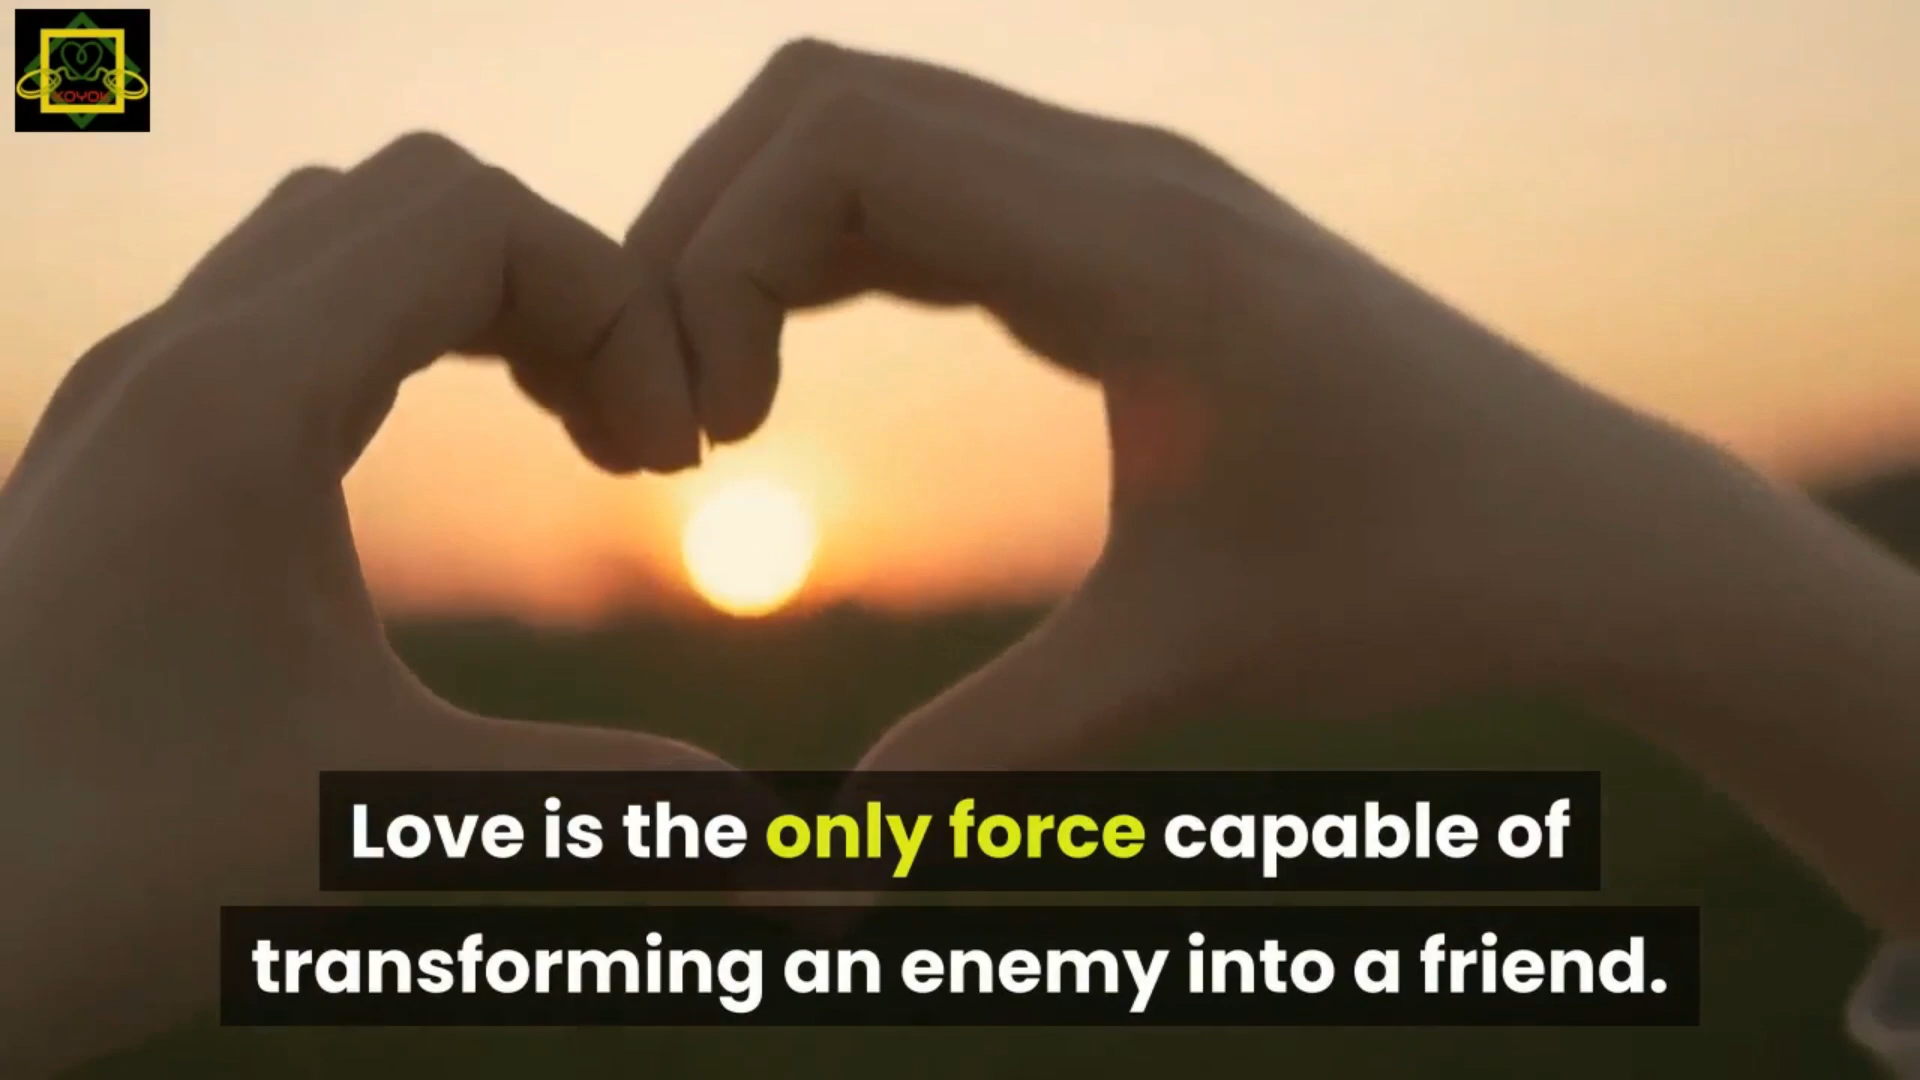 Love is the only force capable of
transforming an enemy into a friend.